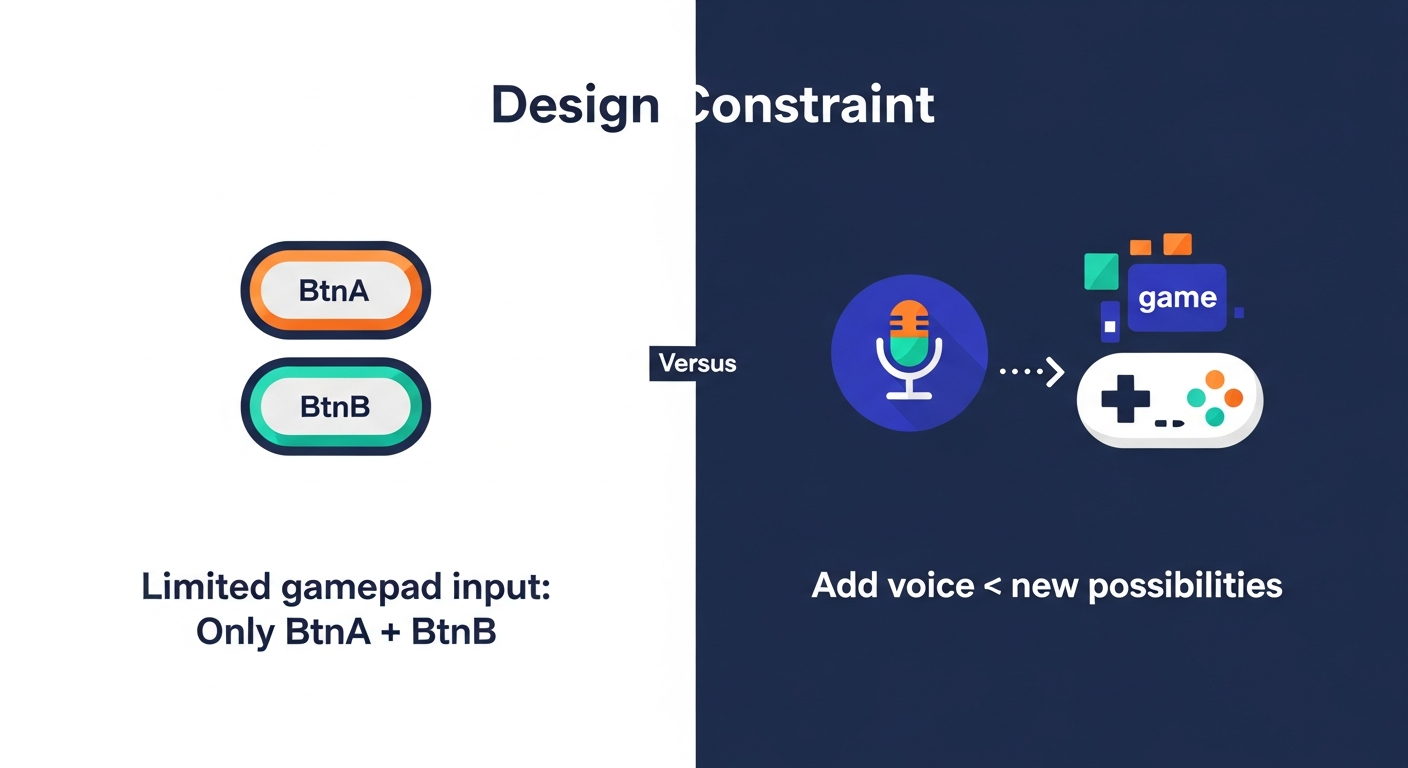 Design Constraint
BtnA
BtnB
Versus
game
Limited gamepad input:
Only BtnA + BtnB
Add voice < new possibilities